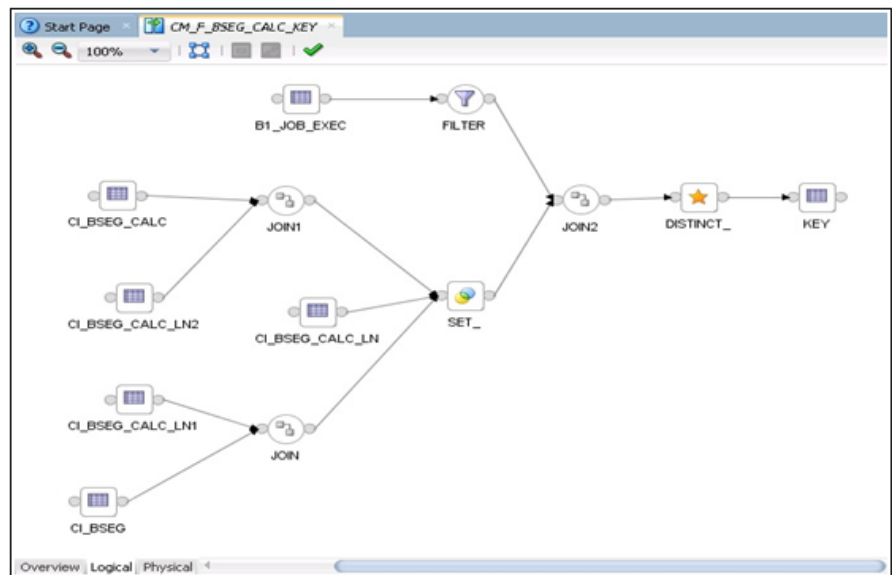 Start Page
CM_F_BSEG_CALC_KEY
100%
B1_JOB_EXEC
FILTER
CI_BSEG_CALC
JOIN1
JOIN2
DISTINCT_
KEY
CI_BSEG_CALC_LN2
CI_BSEG_CALC_LN
SET_
CI_BSEG_CALC_LN1
JOIN
CI_BSEG
Overview Logical Physical